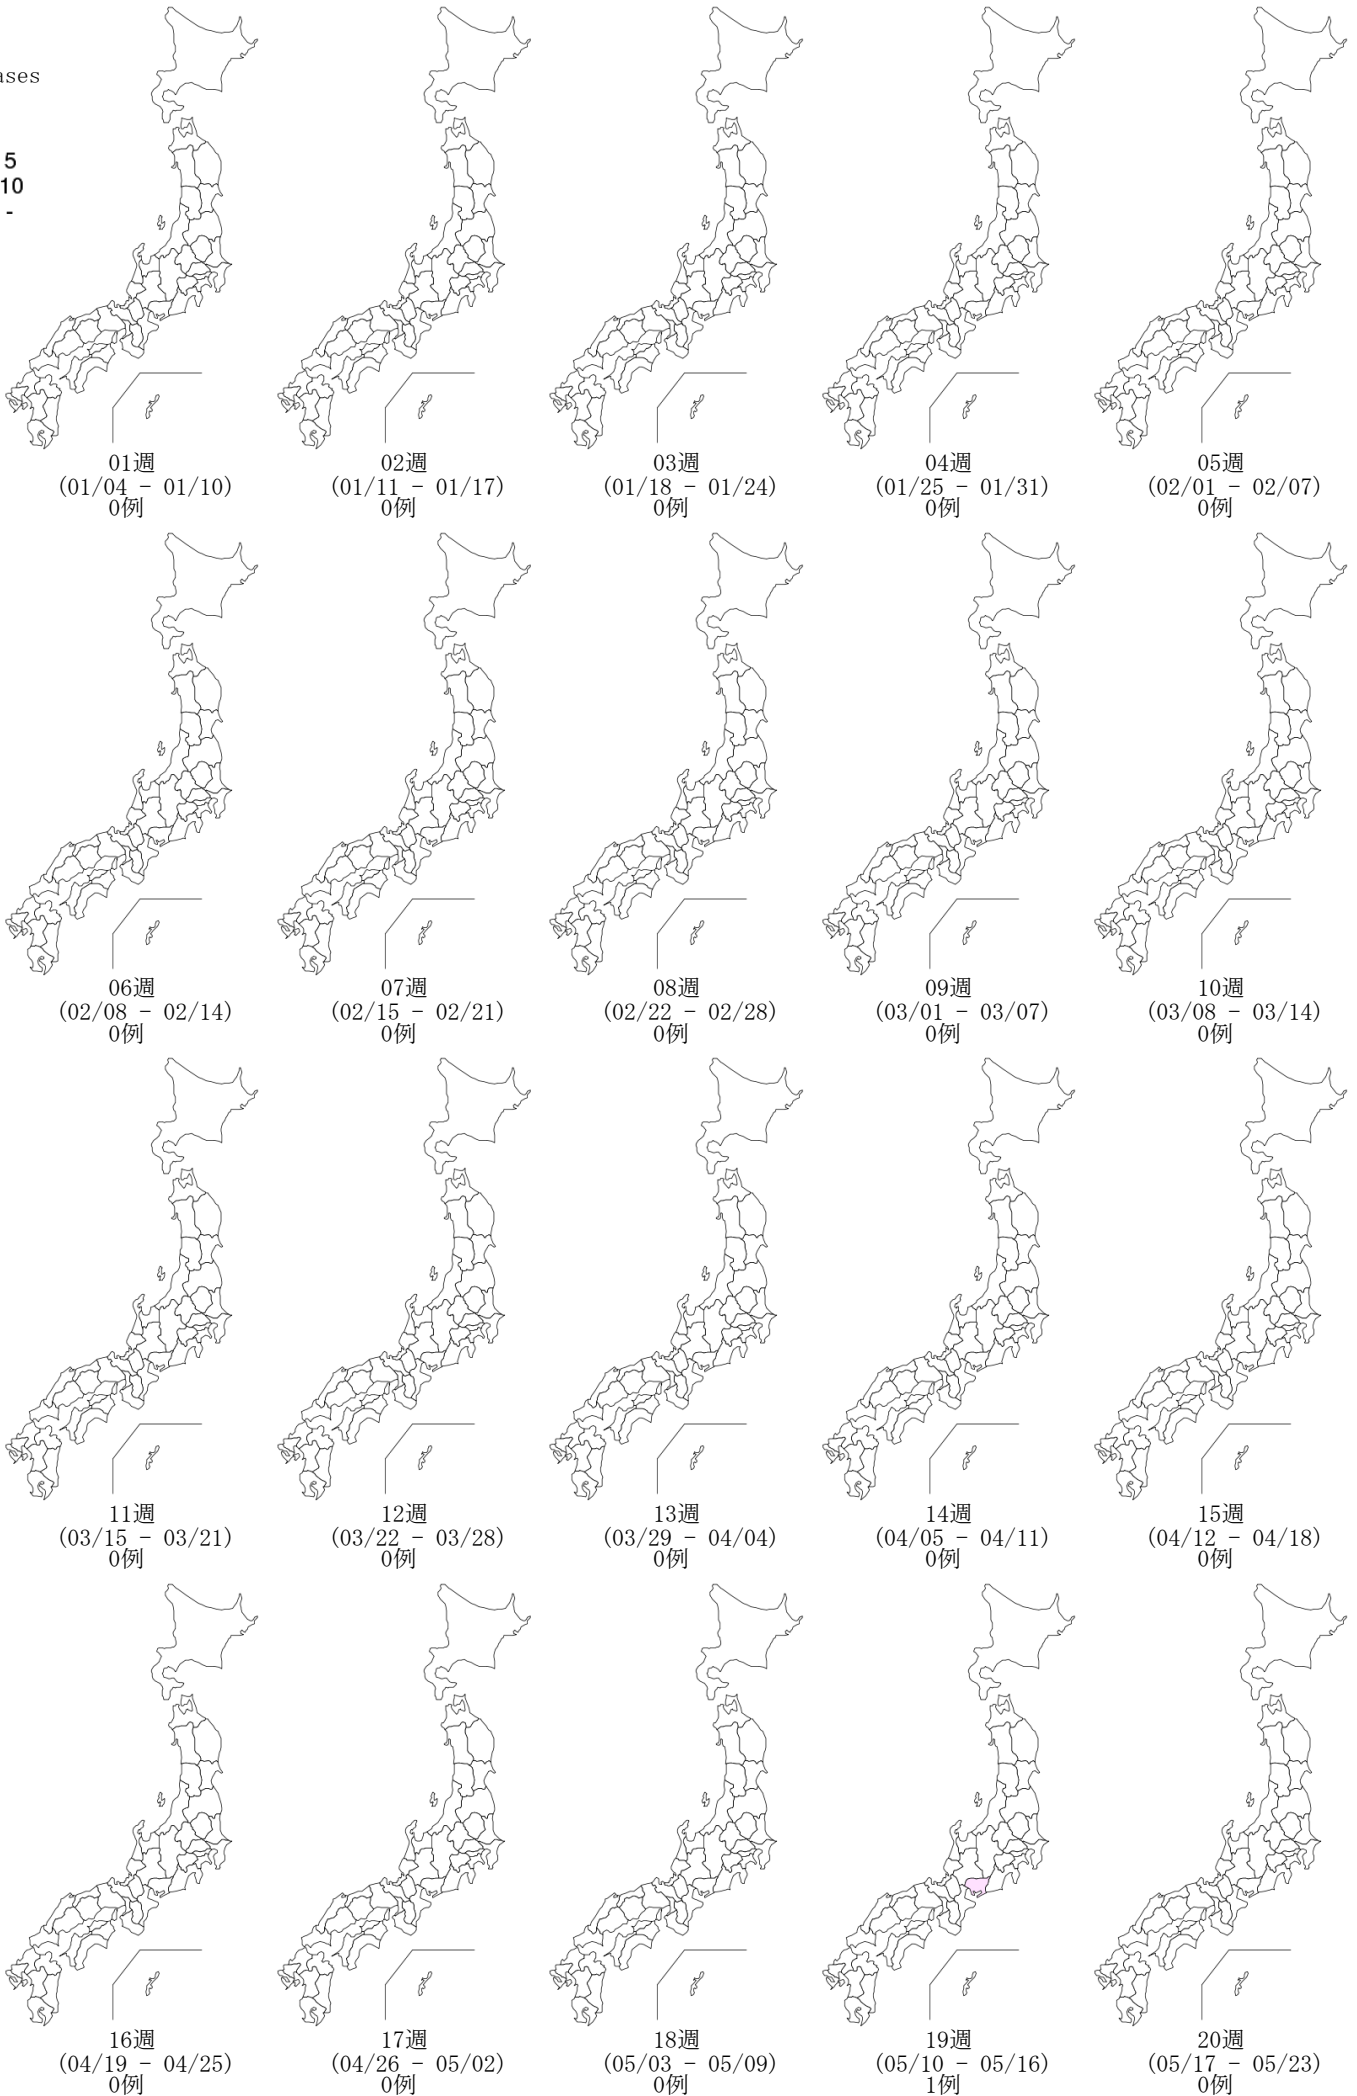 5
10
-
01週
(01/04 - 01/10)
0例
02週
(01/11 - 01/17)
0例
03週
(01/18 - 01/24)
0例
04週
(01/25 - 01/31)
0例
05週
(02/01 - 02/07)
0例
06週
(02/08 - 02/14)
0例
07週
(02/15 - 02/21)
0例
08週
(02/22 - 02/28)
0例
09週
(03/01 - 03/07)
0例
10週
(03/08 - 03/14)
0例
11週
(03/15 - 03/21)
0例
12週
(03/22 - 03/28)
0例
13週
(03/29 - 04/04)
0例
14週
(04/05 - 04/11)
0例
15週
(04/12 - 04/18)
0例
16週
(04/19 - 04/25)
0例
17週
(04/26 - 05/02)
0例
18週
(05/03 - 05/09)
0例
19週
(05/10 - 05/16)
1例
20週
(05/17 - 05/23)
0例